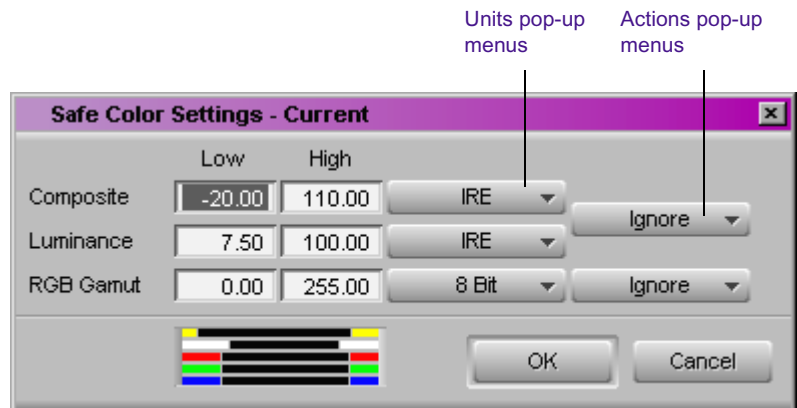 Units pop-up
menus
Actions pop-up
menus
Safe Color Settings - Current
Low High
Composite -20.00 110.00 IRE
Ignore
Luminance 7.50 100.00 IRE
RGB Gamut 0.00 255.00 8 Bit Ignore
OK Cancel